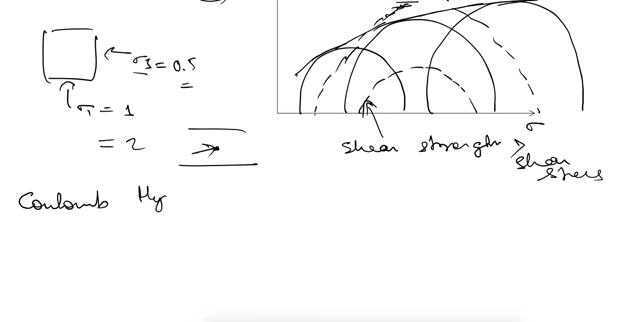 σ3 = 0.5
=
σ1 = 1
= 2
σ
shear strength > shear
stress
Coulomb Hy